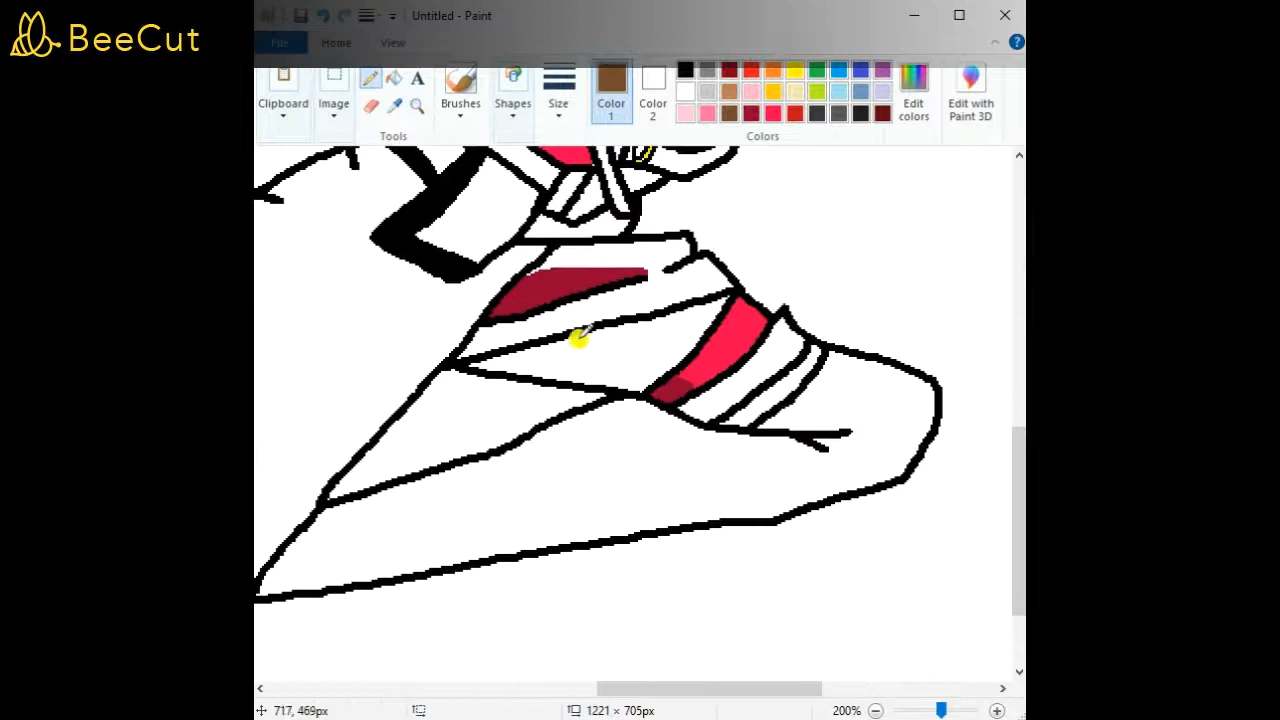 BeeCut
Untitled - Paint
File Home View
Clipboard
Image
Tools
A
Brushes
Shapes
Size
Color 1
Color 2
Colors
Edit colors
Edit with Paint 3D
?
717, 469px
1221 × 705px
200%